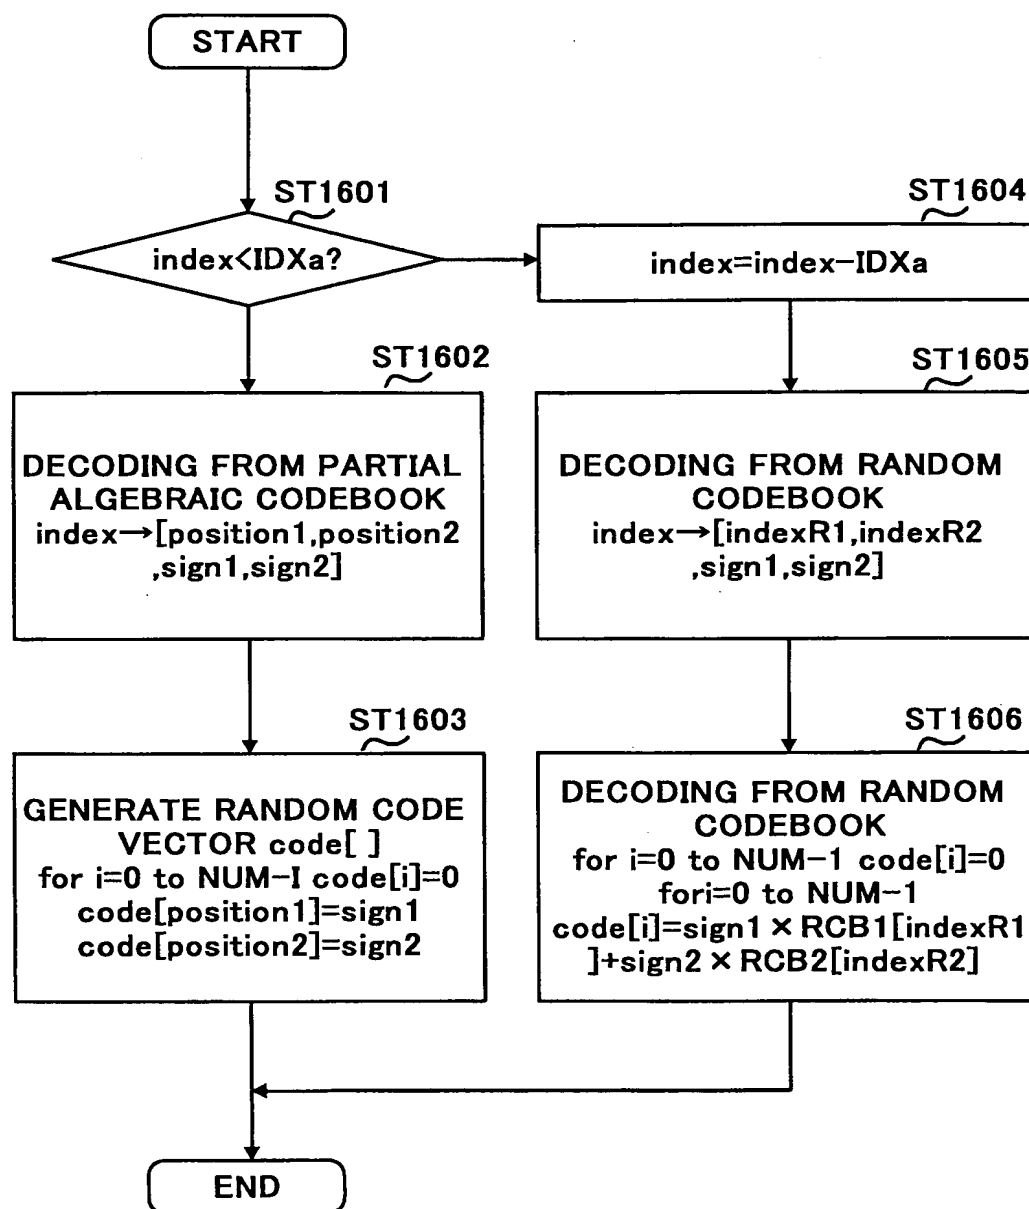 START
ST1601
index<IDXa?
ST1604
index=index-IDXa
ST1602
DECODING FROM PARTIAL
ALGEBRAIC CODEBOOK
index→[position1,position2
,sign1,sign2]
ST1605
DECODING FROM RANDOM
CODEBOOK
index→[indexR1,indexR2
,sign1,sign2]
ST1603
GENERATE RANDOM CODE
VECTOR code[ ]
for i=0 to NUM-I code[i]=0
code[position1]=sign1
code[position2]=sign2
ST1606
DECODING FROM RANDOM
CODEBOOK
for i=0 to NUM-1 code[i]=0
fori=0 to NUM-1
code[i]=sign1 × RCB1[indexR1
]+sign2 × RCB2[indexR2]
END